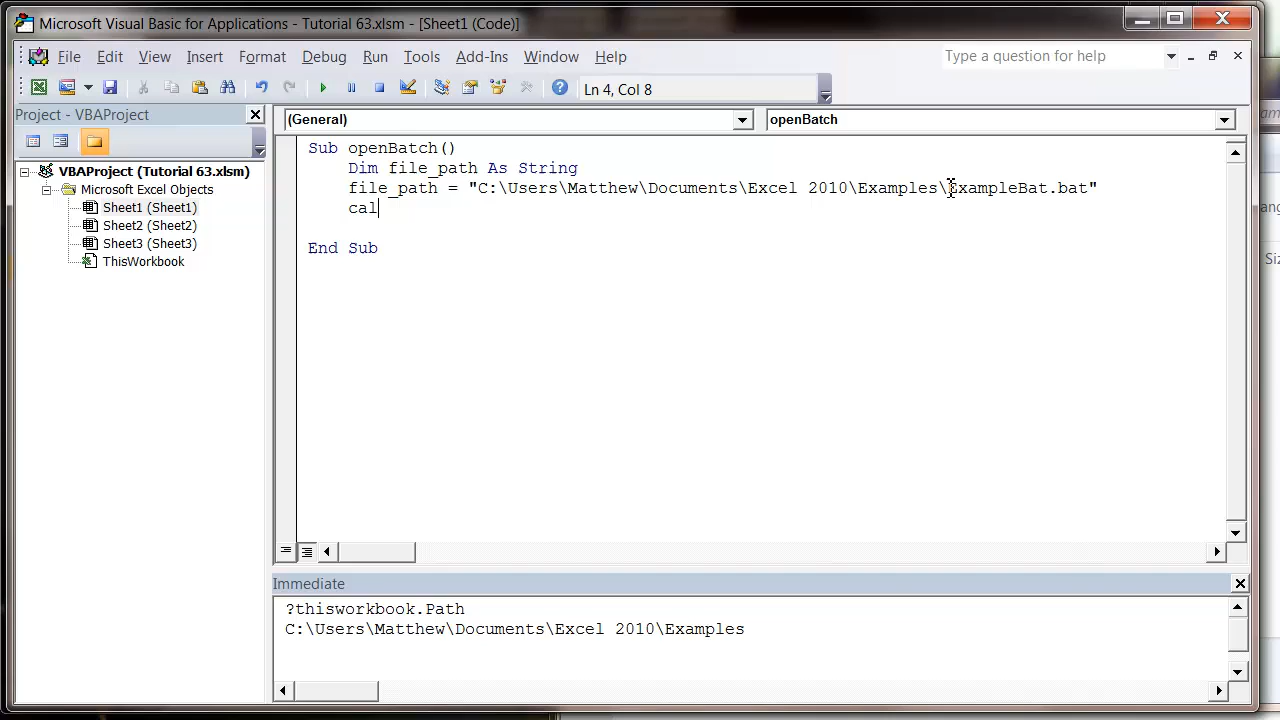 Microsoft Visual Basic for Applications - Tutorial 63.xlsm - [Sheet1 (Code)]
File Edit View Insert Format Debug Run Tools Add-Ins Window Help
Type a question for help
Ln 4, Col 8
Project - VBAProject
(General)
openBatch
VBAProject (Tutorial 63.xlsm)
Microsoft Excel Objects
Sheet1 (Sheet1)
Sheet2 (Sheet2)
Sheet3 (Sheet3)
ThisWorkbook
Sub openBatch()
Dim file_path As String
file_path = "C:\Users\Matthew\Documents\Excel 2010\Examples\ExampleBat.bat"
cal
End Sub
Immediate
?thisworkbook.Path
C:\Users\Matthew\Documents\Excel 2010\Examples